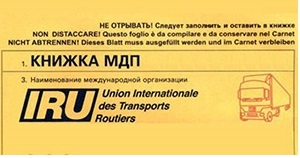 НЕ ОТРЫВАТЬ! Следует заполнить и оставить в книжке
NON DISTACCARE! Questo foglio è da compilare e da conservare nel Carnet
NICHT ABTRENNEN! Dieses Blatt muss ausgefüllt werden und im Carnet verbleiben
1. КНИЖКА МДП
3. Наименование международной организации
IRU Union Internationale
des Transports
Routiers